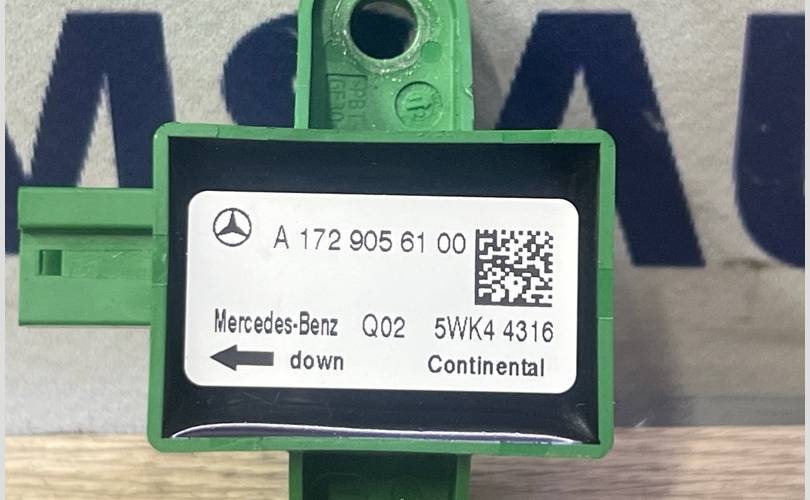 A 172 905 61 00
Mercedes-Benz Q02 5WK4 4316
down Continental